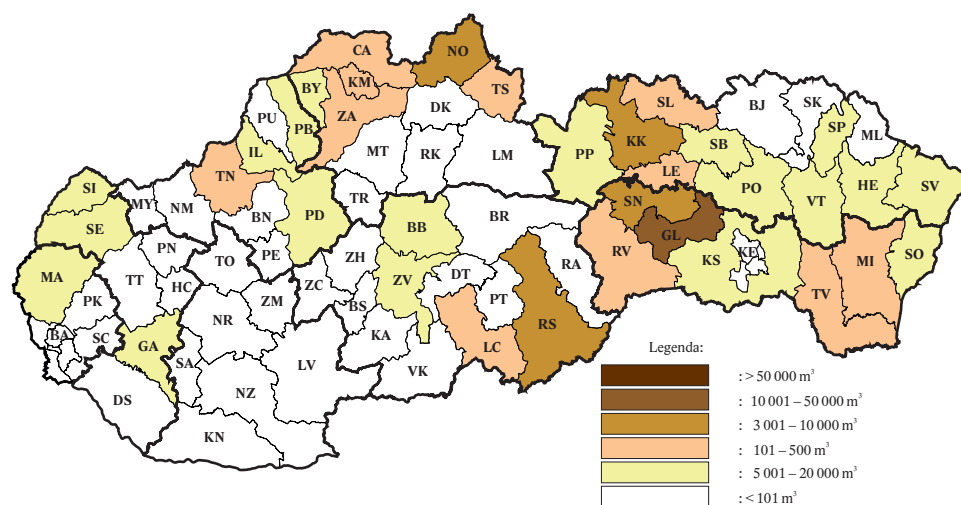 CA
NO
KM
TS
BY
ZA
DK
PU
PB
SL
BJ
SK
SP
ML
IL
MT
RK
LM
PP
KK
SB
TN
LE
PO
VT
HE
SV
SI
MY
NM
BN
PD
TR
SN
SE
BB
BR
GL
PN
TO
PE
ZH
RV
KS
KE
MI
SO
MA
TT
HC
ZC
ZV
DT
RA
PK
ZM
BS
PT
TV
BA
SC
GA
NR
KA
RS
LC
SA
LV
VK
DS
NZ
KN
Legenda:
: > 50 000 m³
: 10 001 – 50 000 m³
: 3 001 – 10 000 m³
: 101 – 500 m³
: 5 001 – 20 000 m³
: < 101 m³